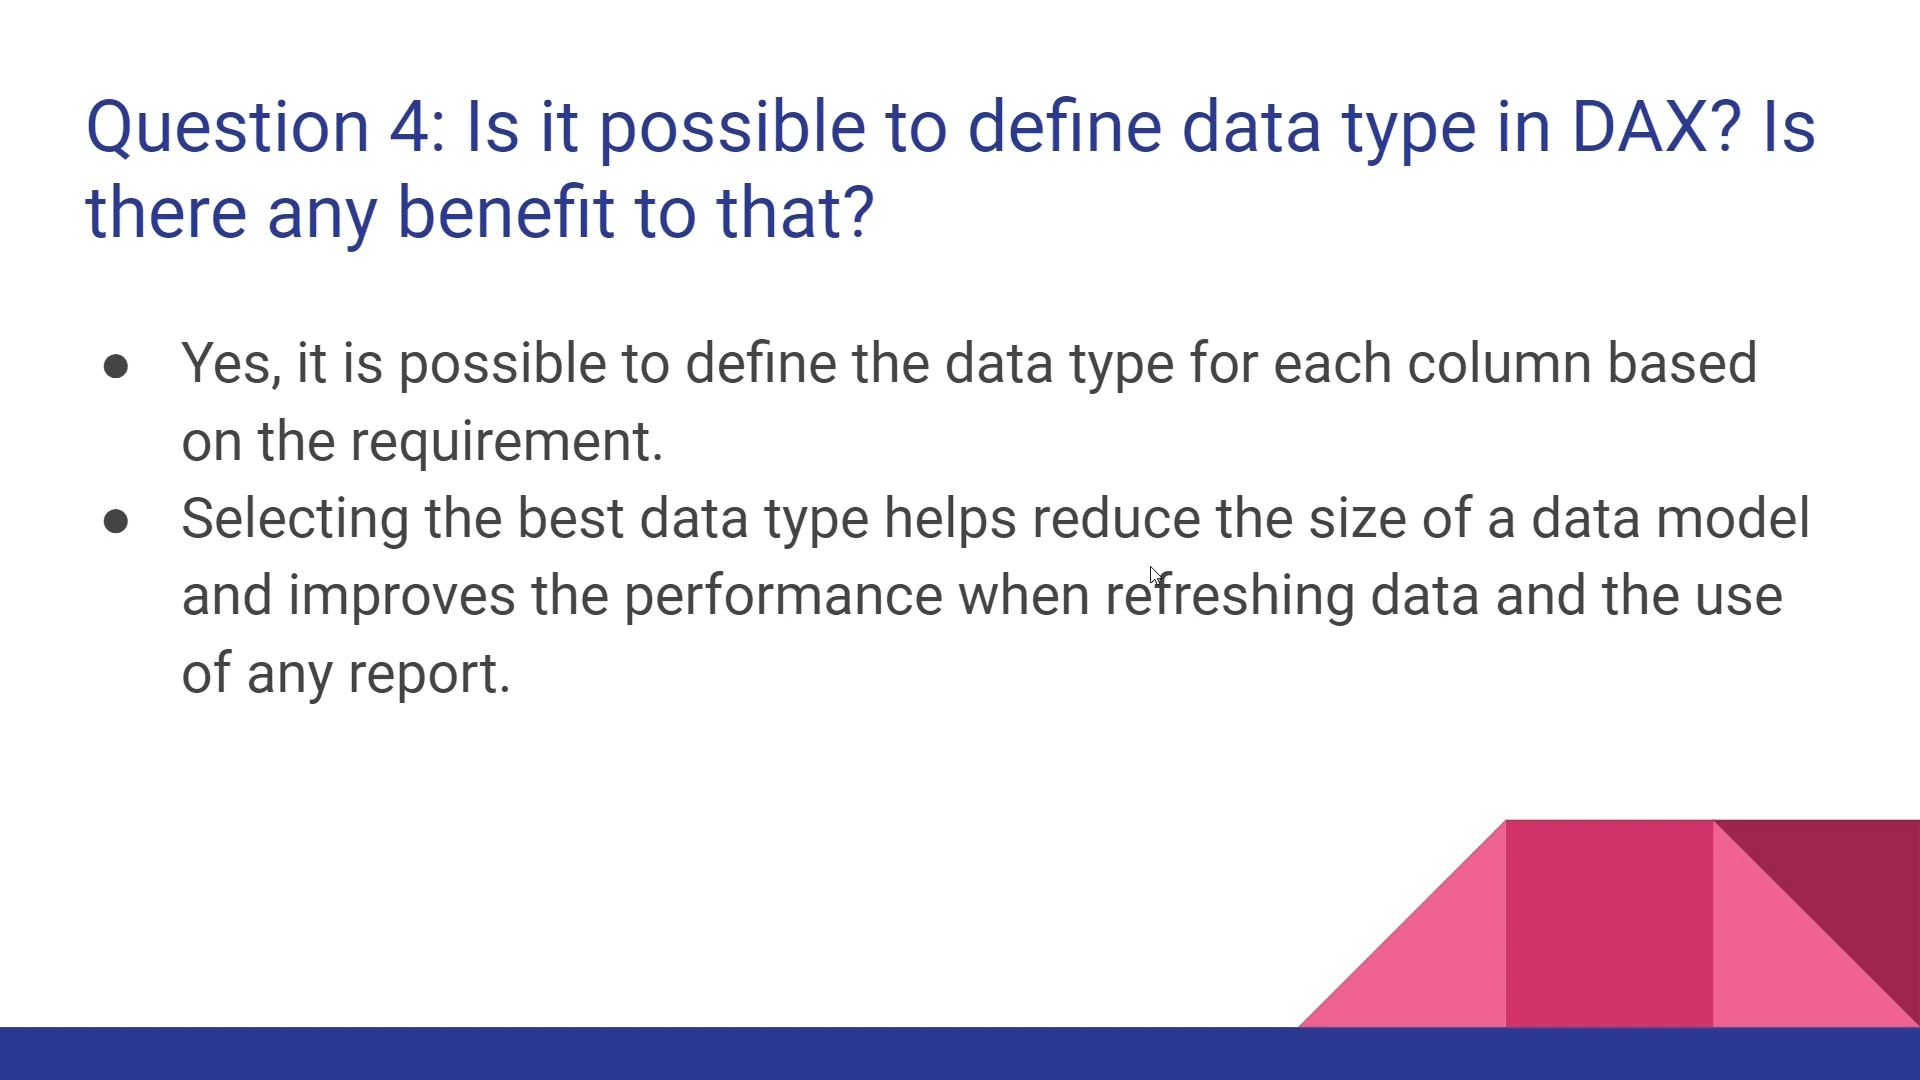 Question 4: Is it possible to define data type in DAX? Is
there any benefit to that?
● Yes, it is possible to define the data type for each column based
on the requirement.
● Selecting the best data type helps reduce the size of a data model
and improves the performance when refreshing data and the use
of any report.